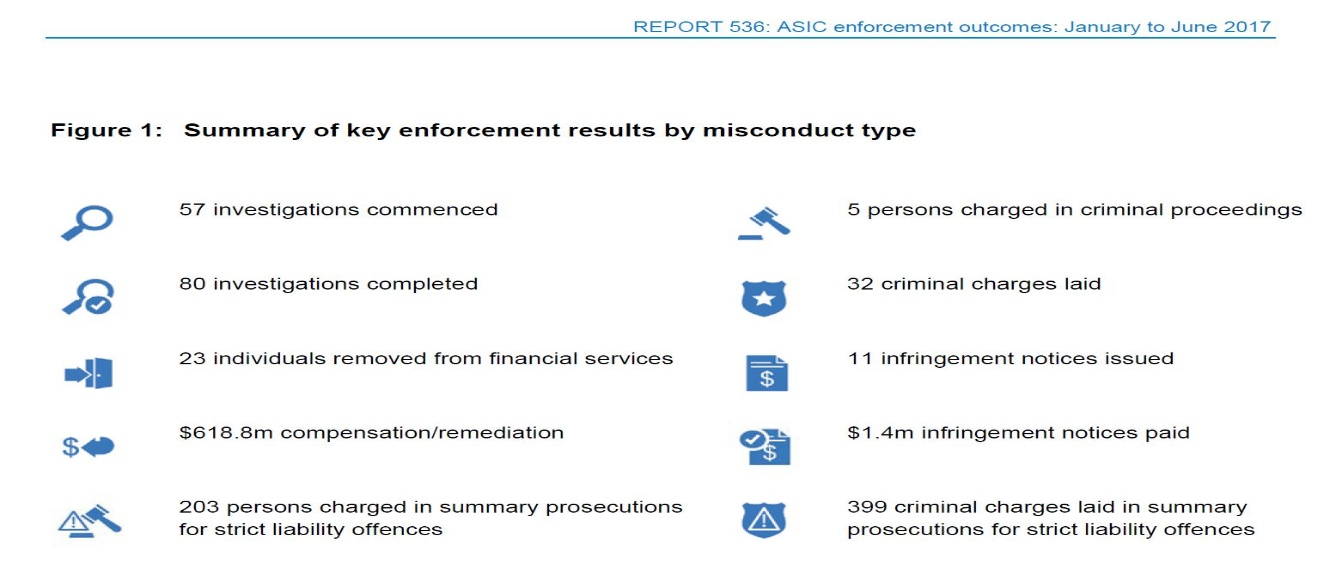 REPORT 536: ASIC enforcement outcomes: January to June 2017
Figure 1: Summary of key enforcement results by misconduct type
57 investigations commenced
5 persons charged in criminal proceedings
80 investigations completed
32 criminal charges laid
23 individuals removed from financial services
11 infringement notices issued
$618.8m compensation/remediation
$1.4m infringement notices paid
203 persons charged in summary prosecutions
for strict liability offences
399 criminal charges laid in summary
prosecutions for strict liability offences